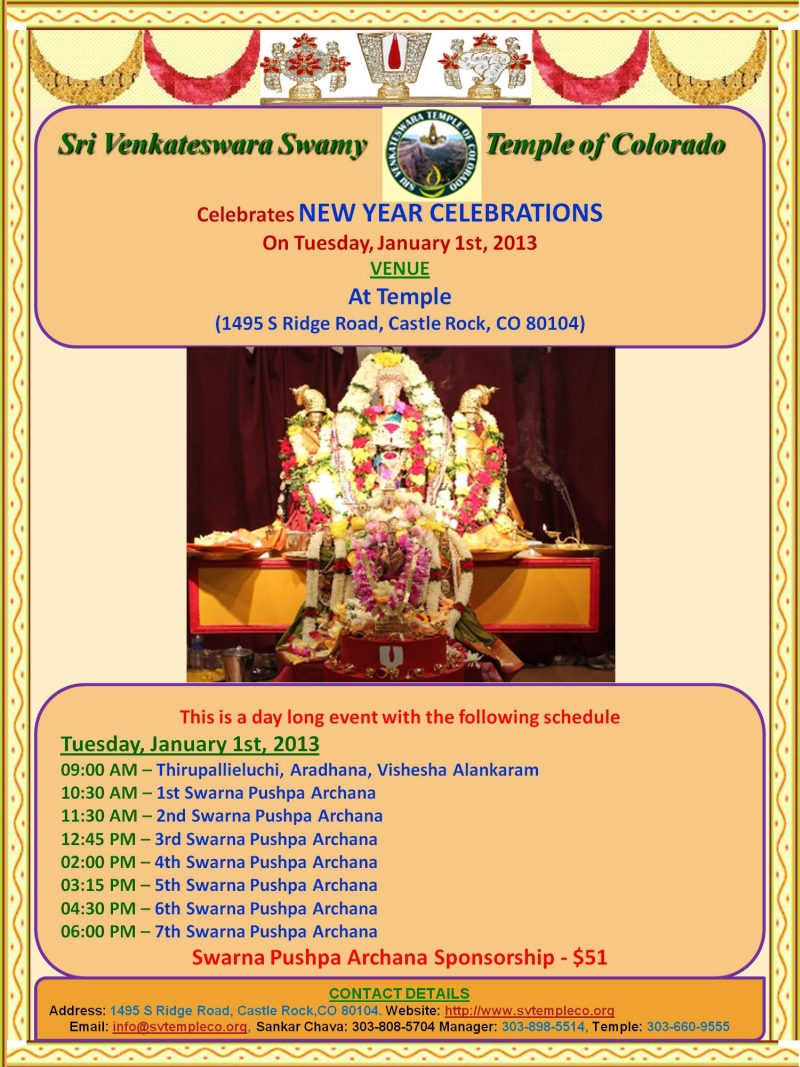 Sri Venkateswara Swamy Temple of Colorado
SRI VENKATESWARA TEMPLE OF COLORADO
Celebrates NEW YEAR CELEBRATIONS
On Tuesday, January 1st, 2013
VENUE
At Temple
(1495 S Ridge Road, Castle Rock, CO 80104)
This is a day long event with the following schedule
Tuesday, January 1st, 2013
09:00 AM – Thirupallieluchi, Aradhana, Vishesha Alankaram
10:30 AM – 1st Swarna Pushpa Archana
11:30 AM – 2nd Swarna Pushpa Archana
12:45 PM – 3rd Swarna Pushpa Archana
02:00 PM – 4th Swarna Pushpa Archana
03:15 PM – 5th Swarna Pushpa Archana
04:30 PM – 6th Swarna Pushpa Archana
06:00 PM – 7th Swarna Pushpa Archana
Swarna Pushpa Archana Sponsorship - $51
CONTACT DETAILS
Address: 1495 S Ridge Road, Castle Rock,CO 80104. Website: http://www.svtempleco.org
Email: info@svtempleco.org, Sankar Chava: 303-808-5704 Manager: 303-898-5514, Temple: 303-660-9555